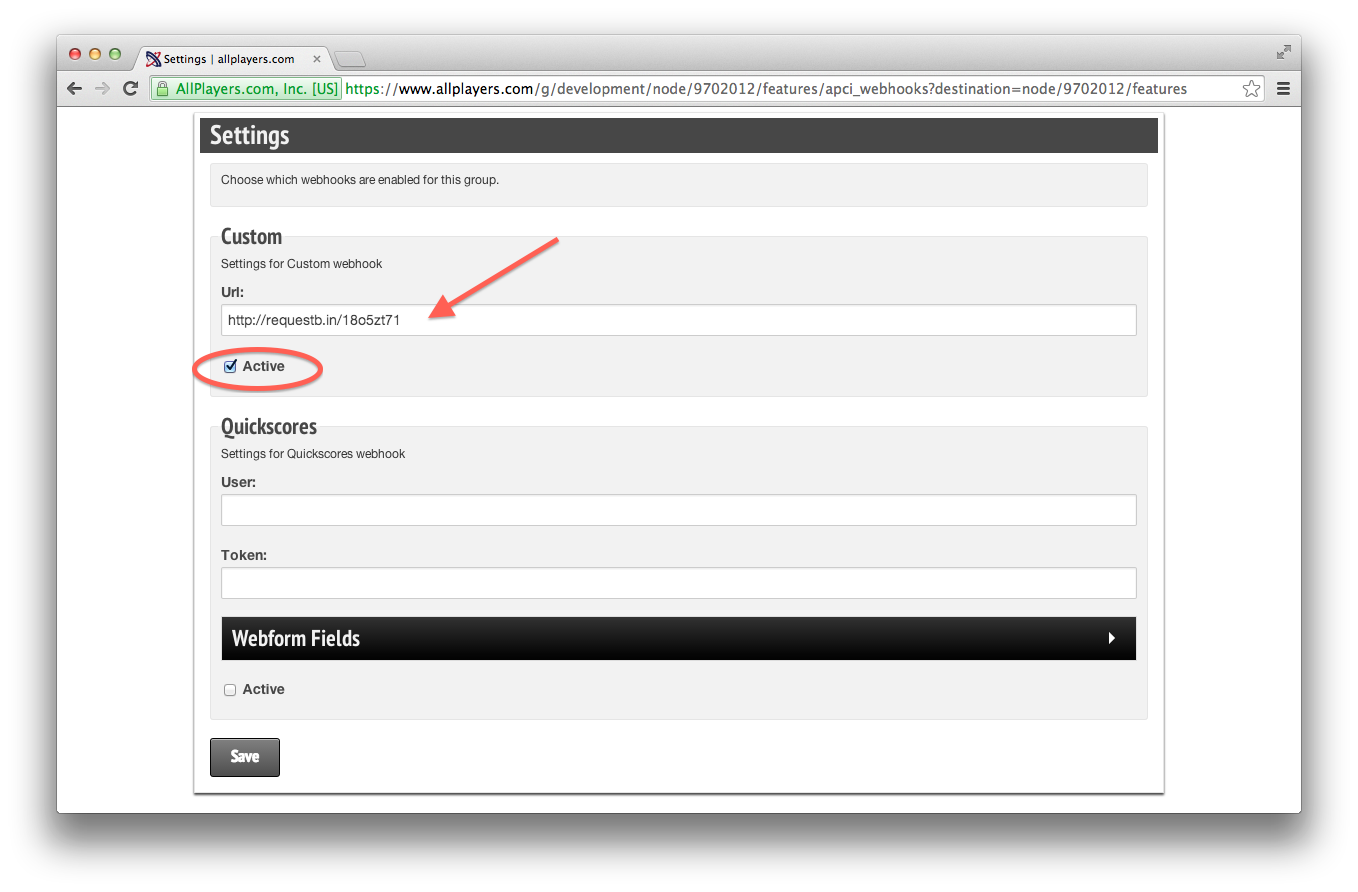 Settings | allplayers.com
AllPlayers.com, Inc. [US] https://www.allplayers.com/g/development/node/9702012/features/apci_webhooks?destination=node/9702012/features
Settings
Choose which webhooks are enabled for this group.
Custom
Settings for Custom webhook
Url:
http://requestb.in/18o5zt71
Active
Quickscores
Settings for Quickscores webhook
User:
Token:
Webform Fields
Active
Save